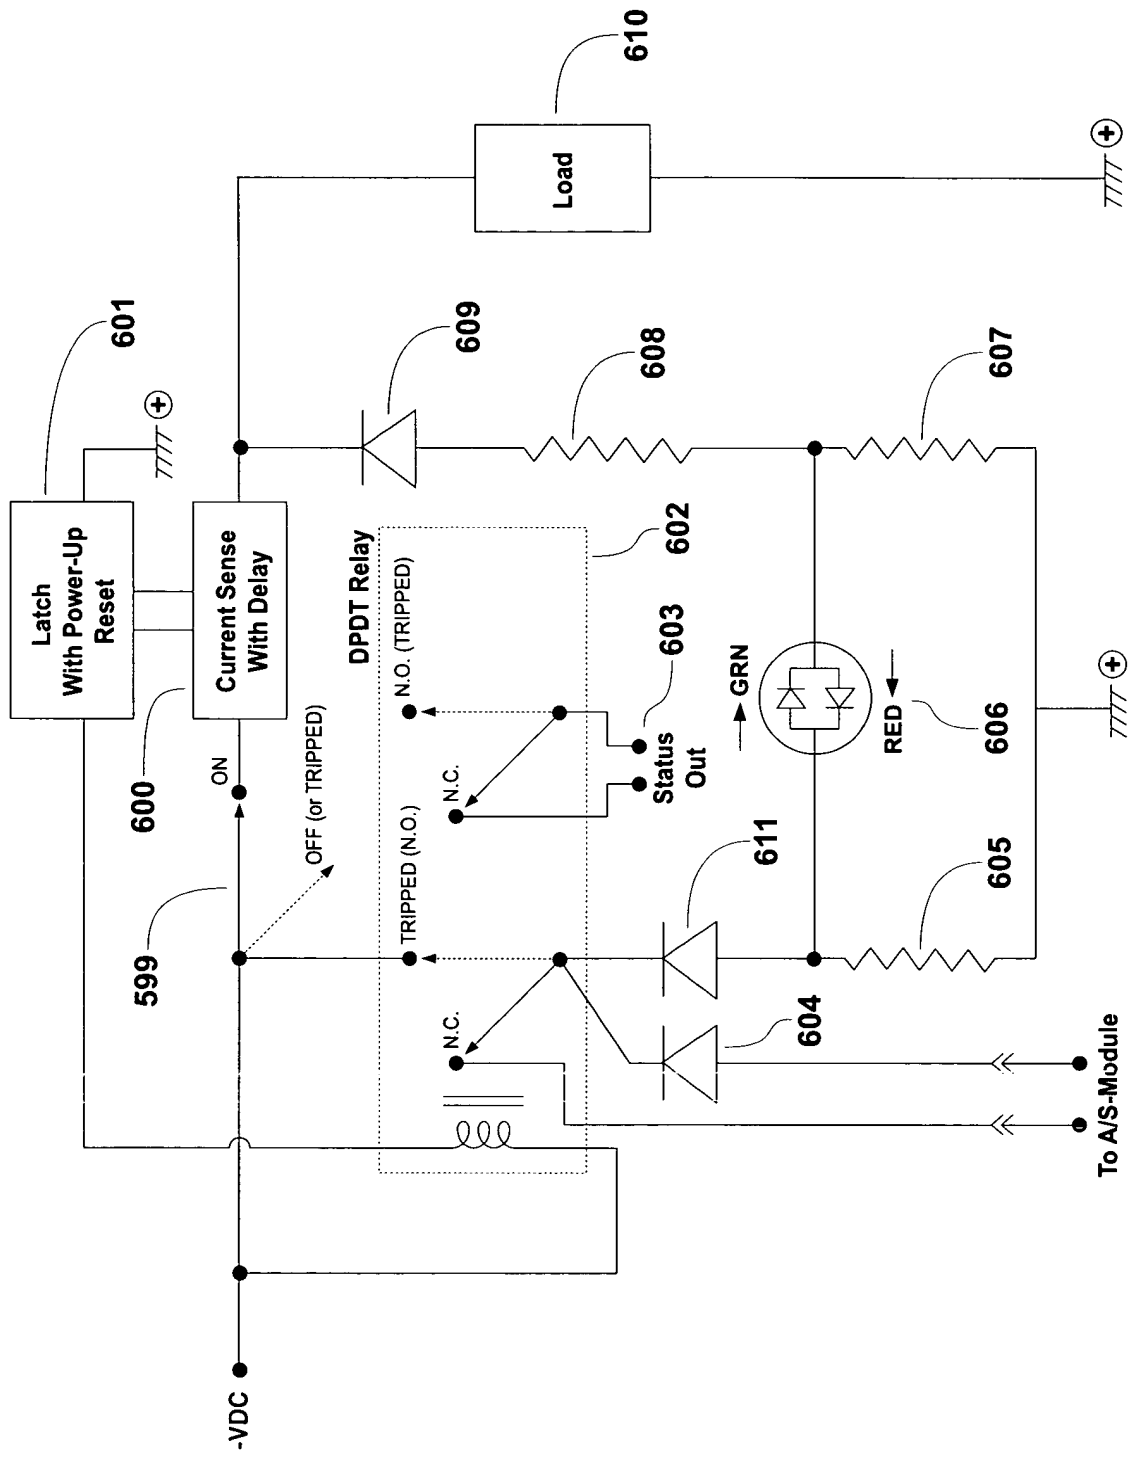 601
Latch
With Power-Up
Reset
+
600
Current Sense
With Delay
ON
599
OFF (or TRIPPED)
-VDC
DPDT Relay
TRIPPED (N.O.)
N.O. (TRIPPED)
N.C.
N.C.
602
603
Status
Out
609
608
610
Load
611
604
GRN
RED
606
605
607
To A/S-Module
+
+